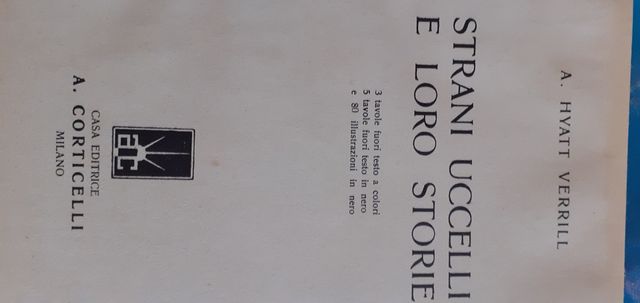 A. HYATT VERRILL
STRANI UCCELLI
E LORO STORIE
3 tavole fuori testo a colori
5 tavole fuori testo in nero
e 80 illustrazioni in nero
CASA EDITRICE
A. CORTICELLI
MILANO